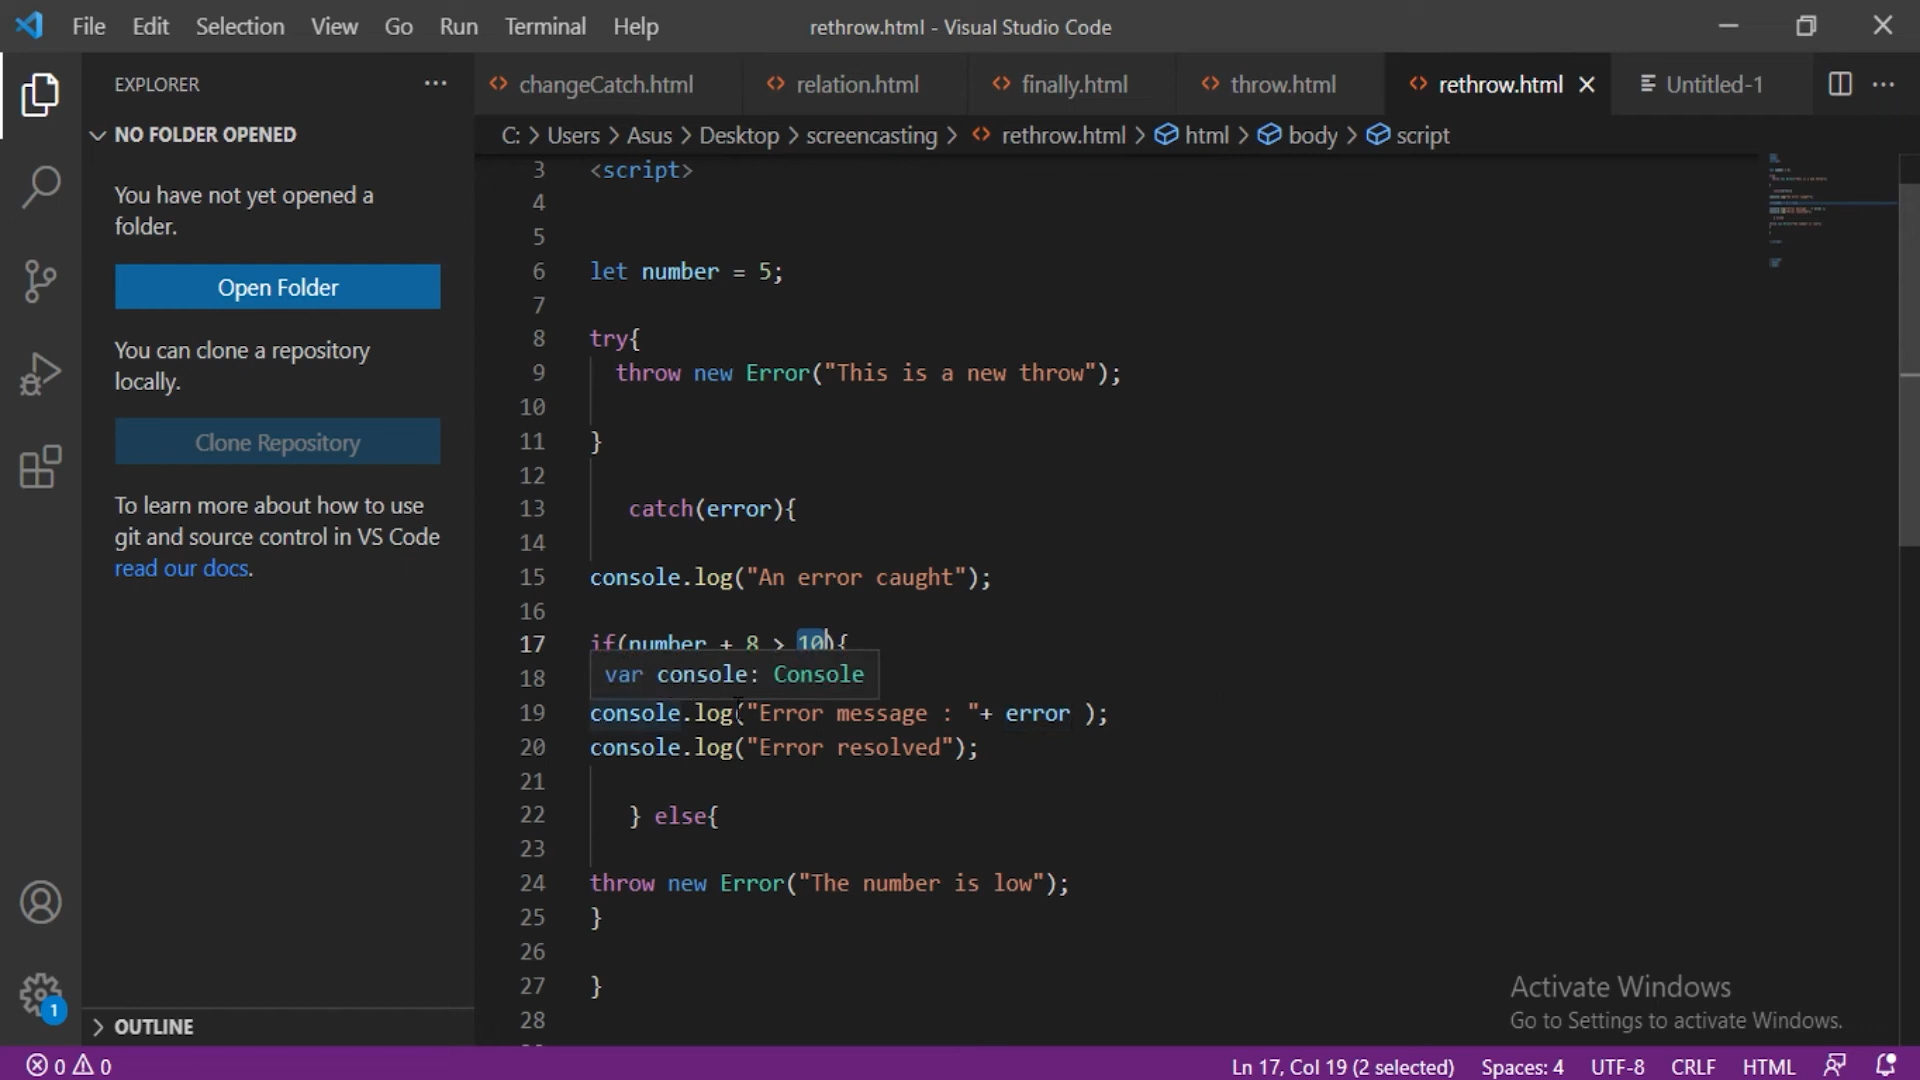 File Edit Selection View Go Run Terminal Help
rethrow.html - Visual Studio Code
EXPLORER
changeCatch.html relation.html finally.html throw.html rethrow.html Untitled-1
NO FOLDER OPENED
C: > Users > Asus > Desktop > screencasting > rethrow.html > html > body > script
You have not yet opened a
folder.
Open Folder
You can clone a repository
locally.
Clone Repository
To learn more about how to use
git and source control in VS Code
read our docs.
OUTLINE
3 <script>
4
5
6 let number = 5;
7
8 try{
9 throw new Error("This is a new throw");
10
11 }
12
13 catch(error){
14
15 console.log("An error caught");
16
17 if(number + 8 > 10){
18
var console: Console
19 console.log("Error message : "+ error );
20 console.log("Error resolved");
21
22 } else{
23
24 throw new Error("The number is low");
25 }
26
27 }
28
Activate Windows
Go to Settings to activate Windows.
1
0 0 Ln 17, Col 19 (2 selected) Spaces: 4 UTF-8 CRLF HTML